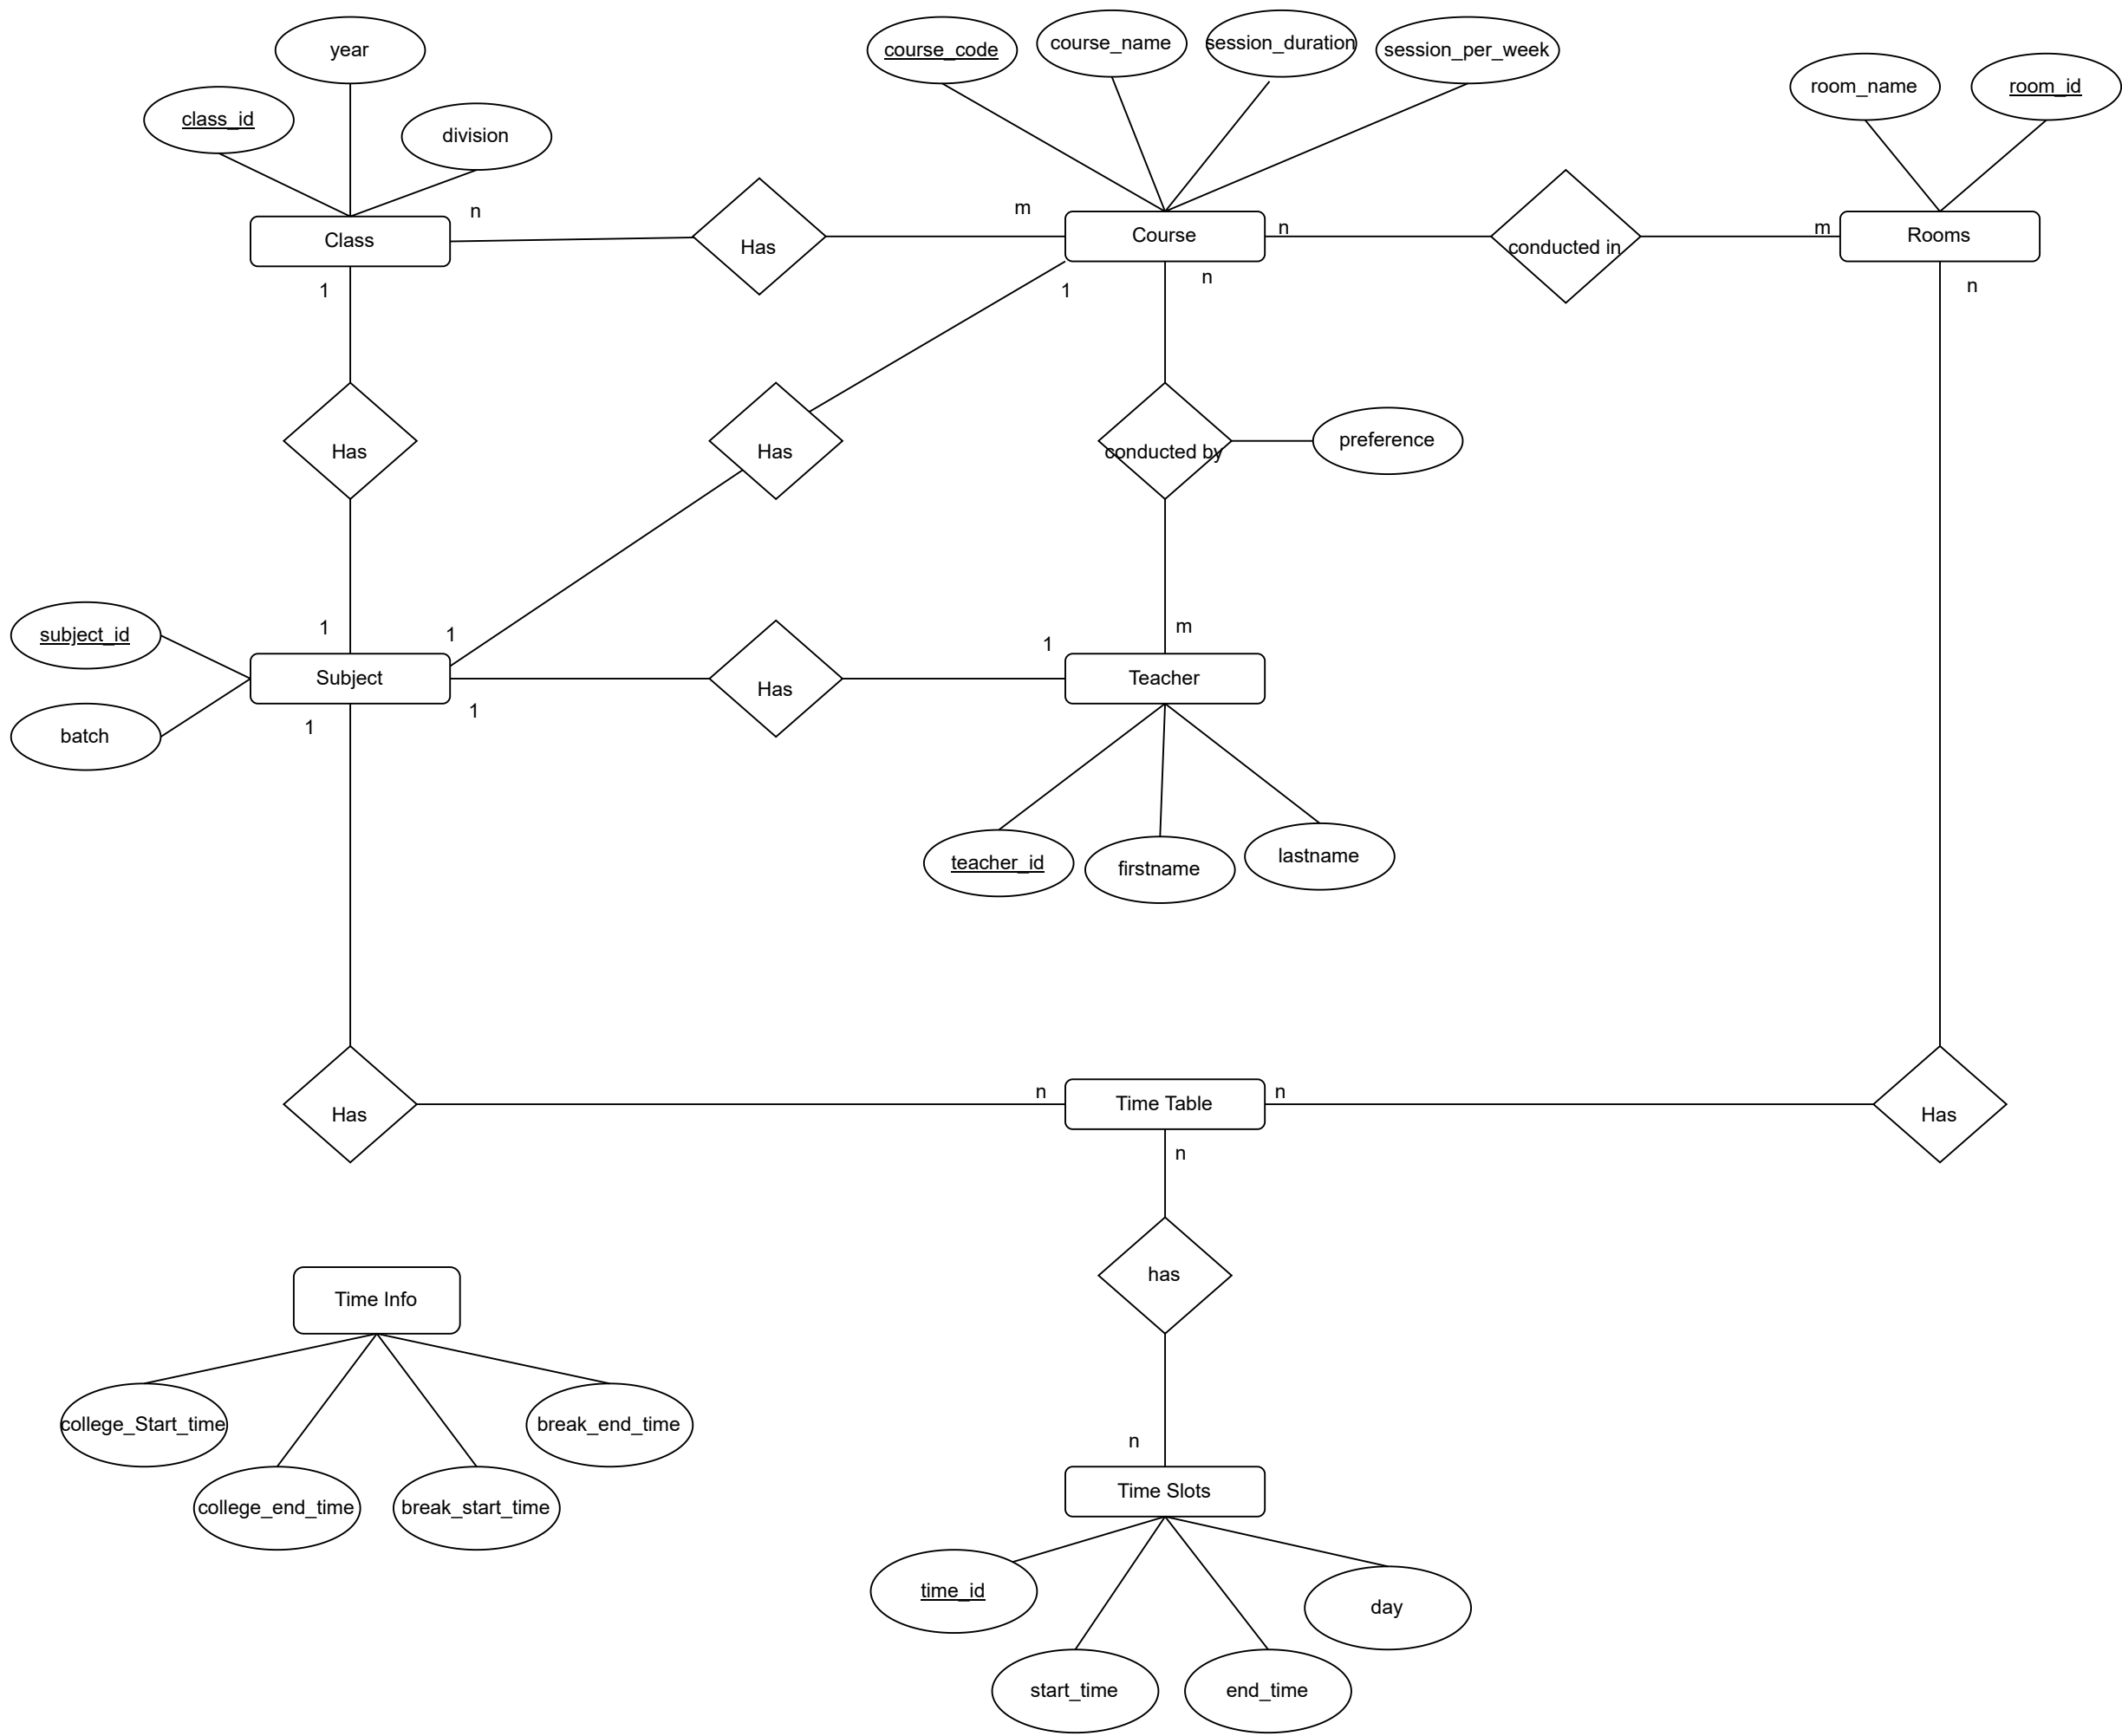 year
course_code
course_name
session_duration
session_per_week
room_name
room_id
class_id
division
n
m
Class
Has
Course
n
conducted in
m
Rooms
1
1
n
n
Has
Has
conducted by
preference
1
1
1
m
subject_id
Subject
Has
Teacher
1
1
batch
teacher_id
firstname
lastname
Has
n
Time Table
n
Has
n
has
Time Info
college_Start_time
break_end_time
n
college_end_time
break_start_time
Time Slots
time_id
day
start_time
end_time